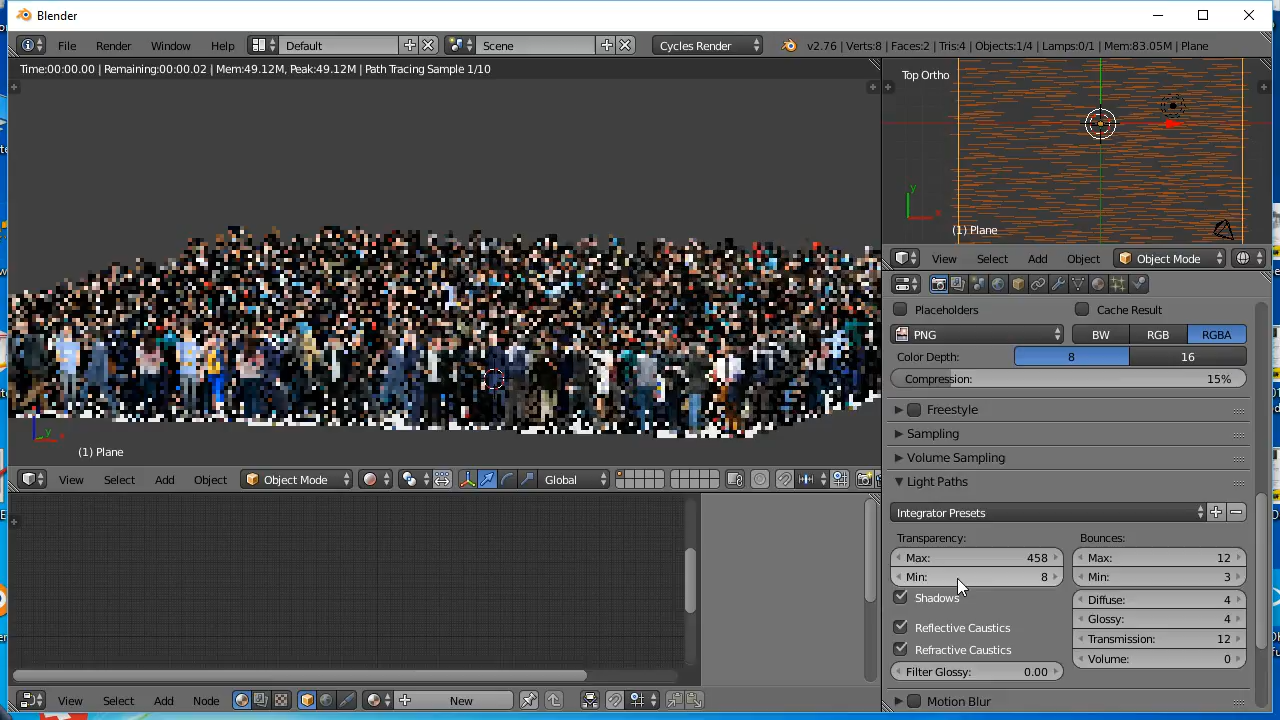 Blender
File Render Window Help Default Scene Cycles Render v2.76 | Verts:8 | Faces:2 | Tris:4 | Objects:1/4 | Lamps:0/1 | Mem:83.05M | Plane
Time:00:00.00 | Remaining:00:00.02 | Mem:49.12M, Peak:49.12M | Path Tracing Sample 1/10
Top Ortho
y
(1) Plane
View Select Add Object Object Mode
Placeholders Cache Result
PNG BW RGB RGBA
Color Depth: 8 16
Compression: 15%
Freestyle
Sampling
Volume Sampling
Light Paths
Integrator Presets
Transparency: Bounces:
Max: 458 Max: 12
Min: 8 Min: 3
Shadows Diffuse: 4
Reflective Caustics Glossy: 4
Refractive Caustics Transmission: 12
Filter Glossy: 0.00 Volume: 0
Motion Blur
y
(1) Plane
View Select Add Object Object Mode Global
View Select Add Node New